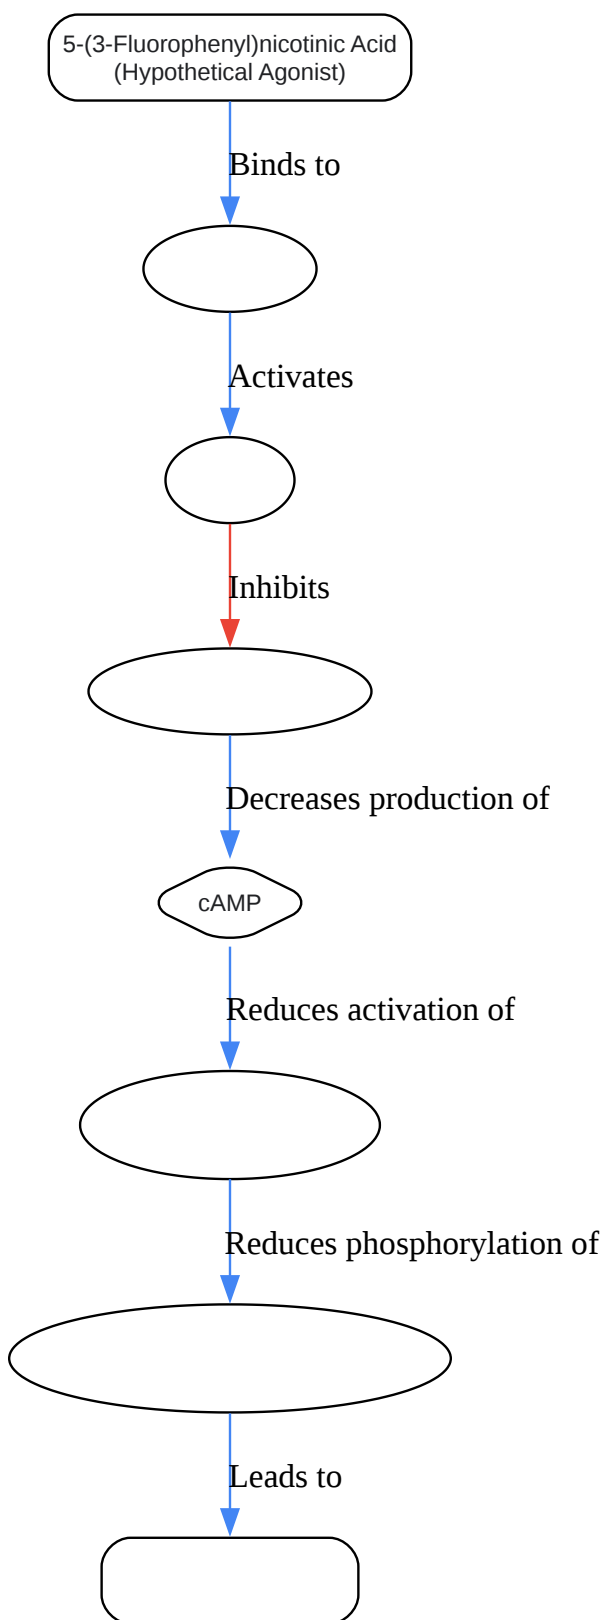 5-(3-Fluorophenyl)nicotinic Acid
(Hypothetical Agonist)
Binds to
Activates
Inhibits
Decreases production of
cAMP
Reduces activation of
Reduces phosphorylation of
Leads to